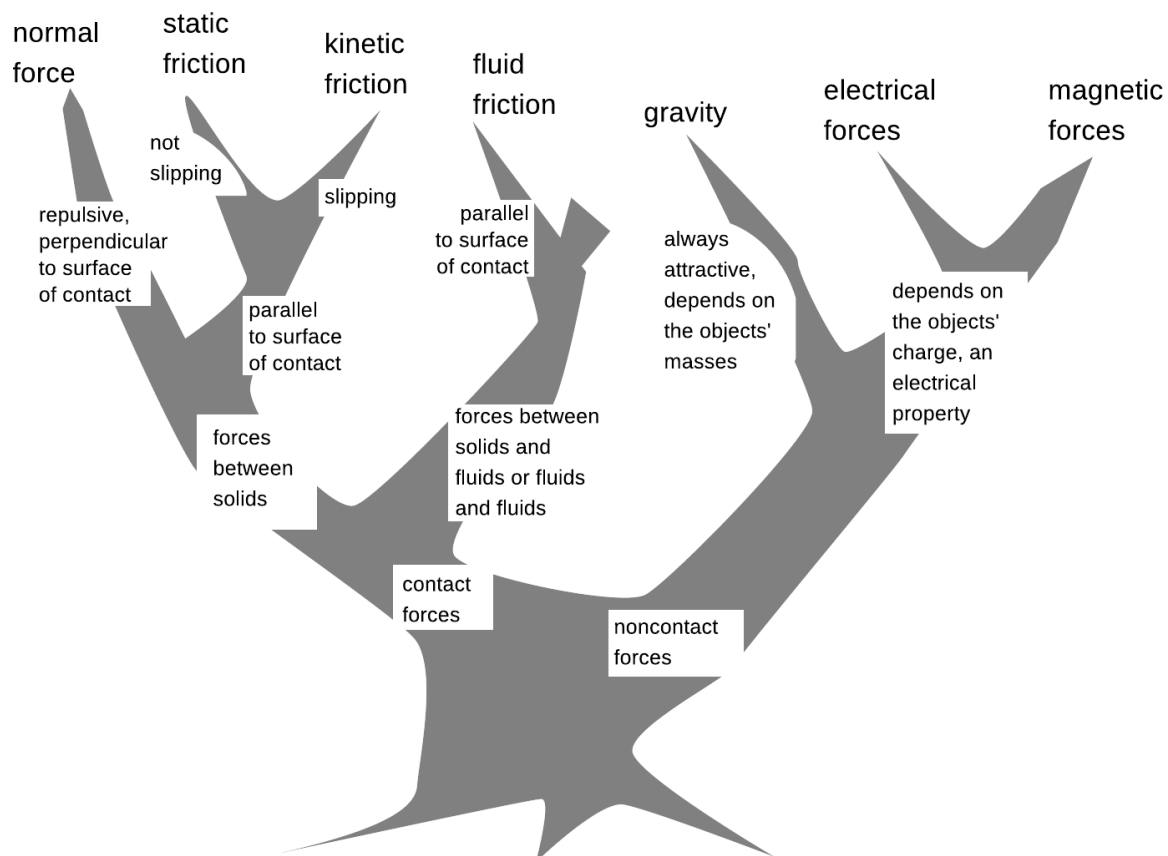 normal
force
static
friction
kinetic
friction
fluid
friction
gravity
electrical
forces
magnetic
forces
not
slipping
slipping
repulsive,
perpendicular
to surface
of contact
parallel
to surface
of contact
parallel
to surface
of contact
always
attractive,
depends on
the objects'
masses
depends on
the objects'
charge, an
electrical
property
forces
between
solids
forces between
solids and
fluids or fluids
and fluids
contact
forces
noncontact
forces